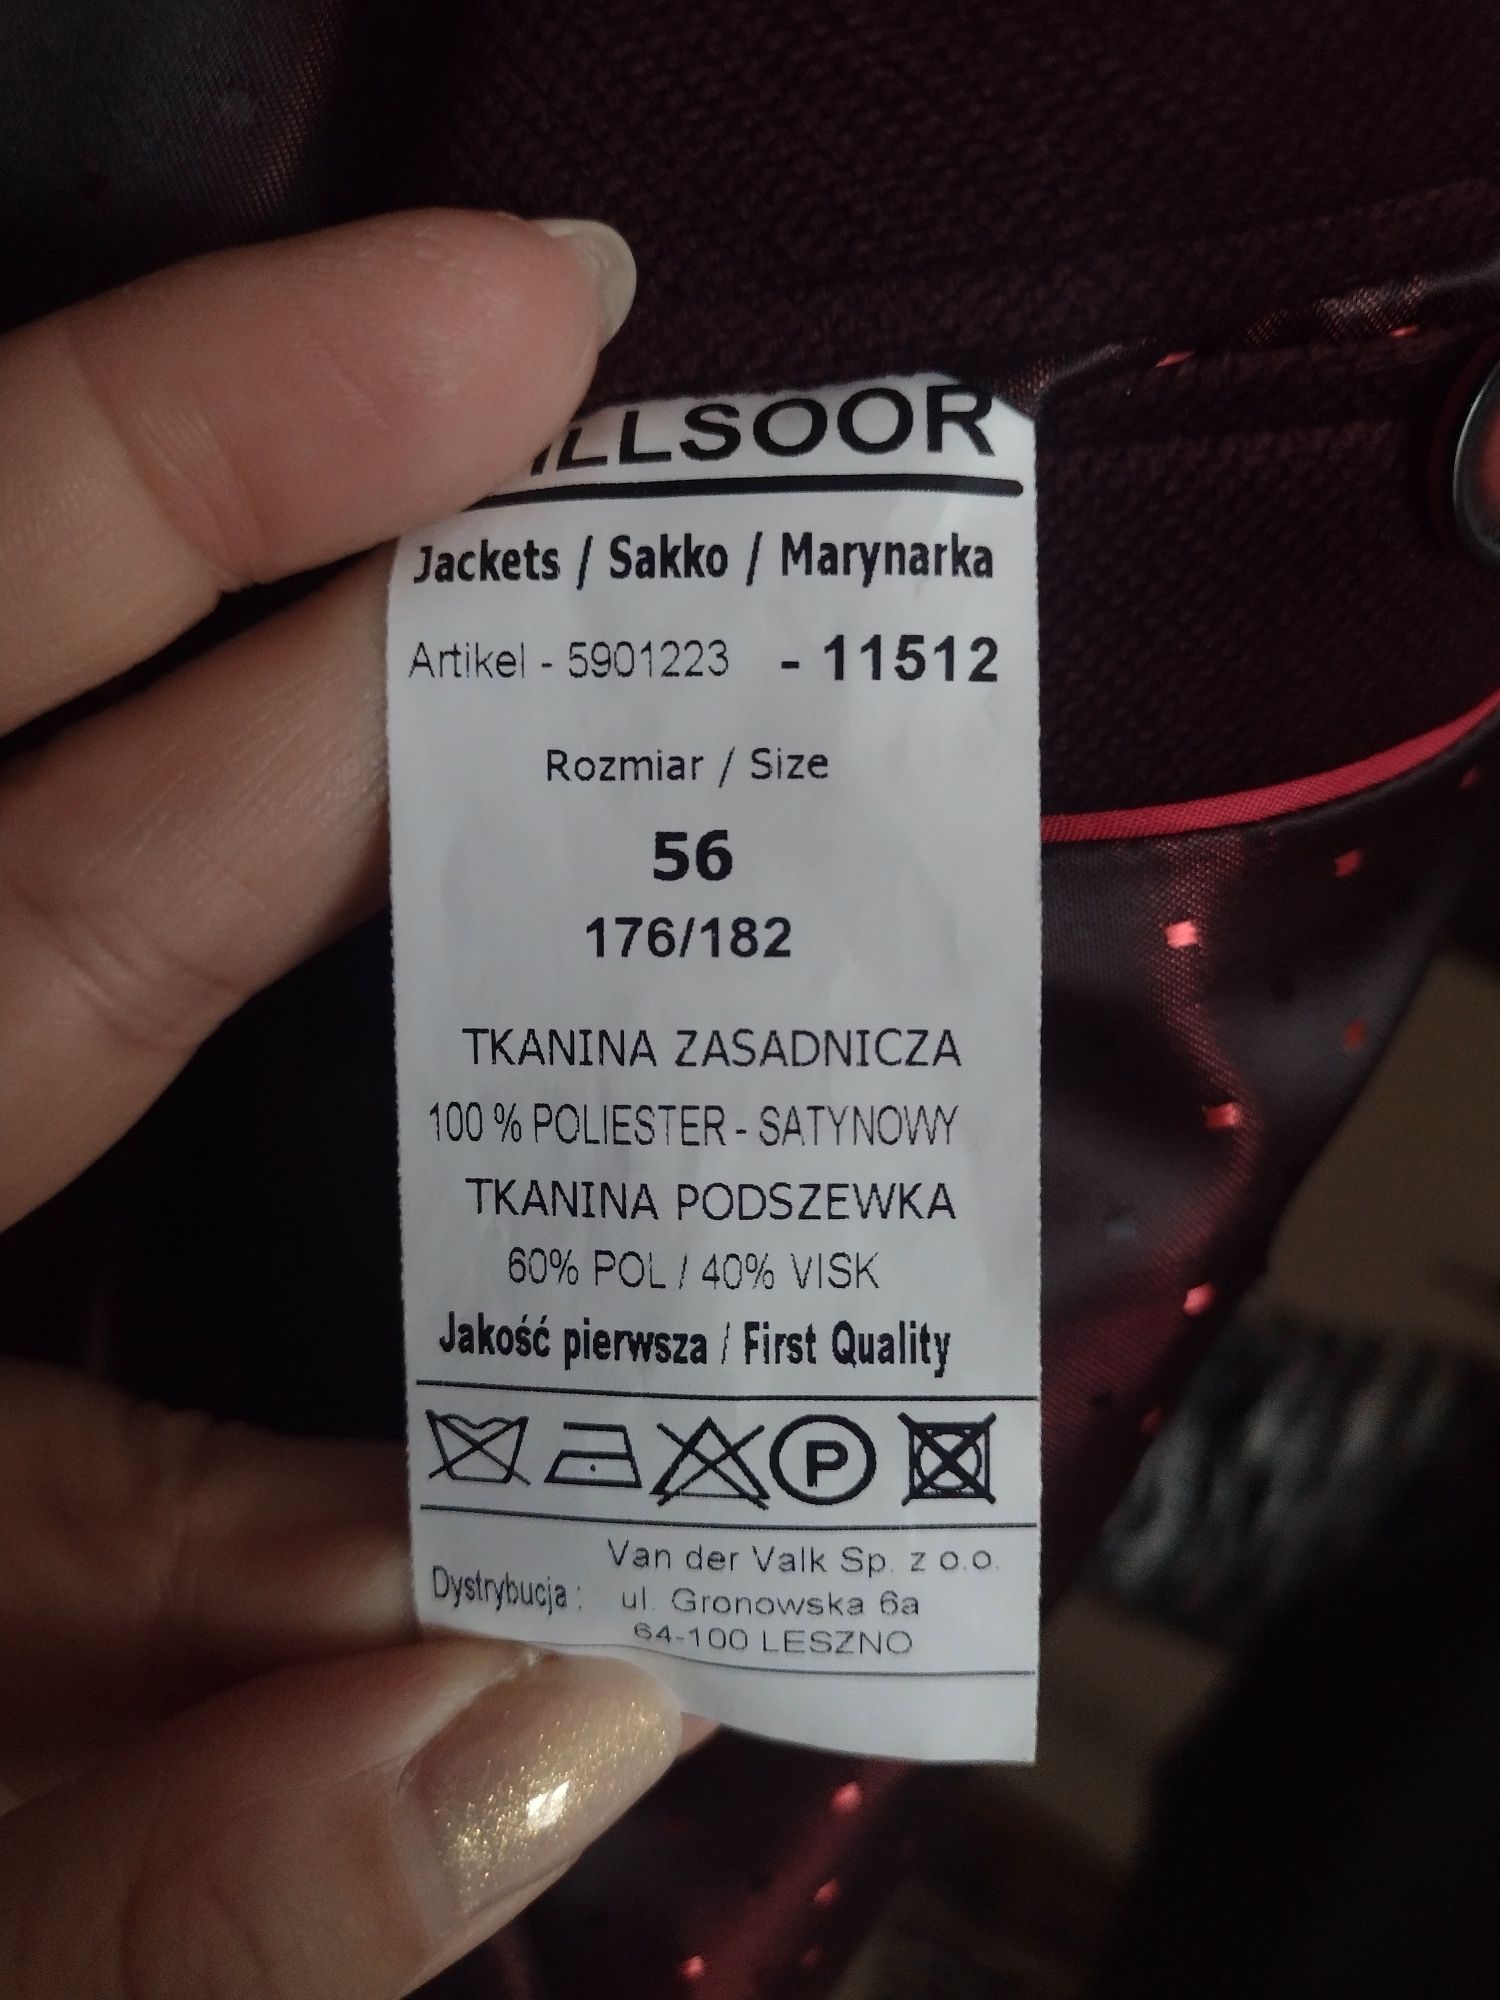 ILLSOOR
Jackets / Sakko / Marynarka
Artikel - 5901223 - 11512
Rozmiar / Size
56
176/182
TKANINA ZASADNICZA
100 % POLIESTER - SATYNOWY
TKANINA PODSZEWKA
60% POL / 40% VISK
Jakość pierwsza / First Quality
P
Van der Valk Sp. z o.o.
Dystrybucja : ul. Gronowska 6a
64-100 LESZNO